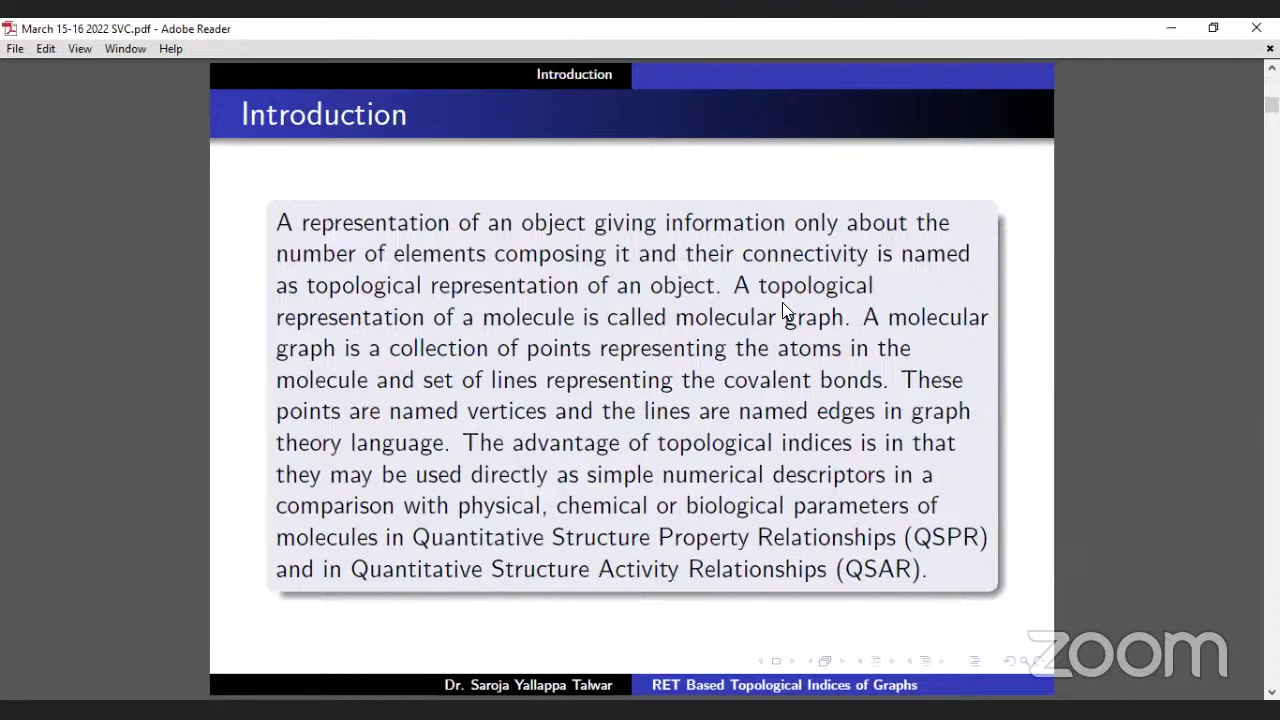 March 15-16 2022 SVC.pdf - Adobe Reader
File Edit View Window Help
Introduction
Introduction
A representation of an object giving information only about the
number of elements composing it and their connectivity is named
as topological representation of an object. A topological
representation of a molecule is called molecular graph. A molecular
graph is a collection of points representing the atoms in the
molecule and set of lines representing the covalent bonds. These
points are named vertices and the lines are named edges in graph
theory language. The advantage of topological indices is in that
they may be used directly as simple numerical descriptors in a
comparison with physical, chemical or biological parameters of
molecules in Quantitative Structure Property Relationships (QSPR)
and in Quantitative Structure Activity Relationships (QSAR).
zoom
Dr. Saroja Yallappa Talwar RET Based Topological Indices of Graphs